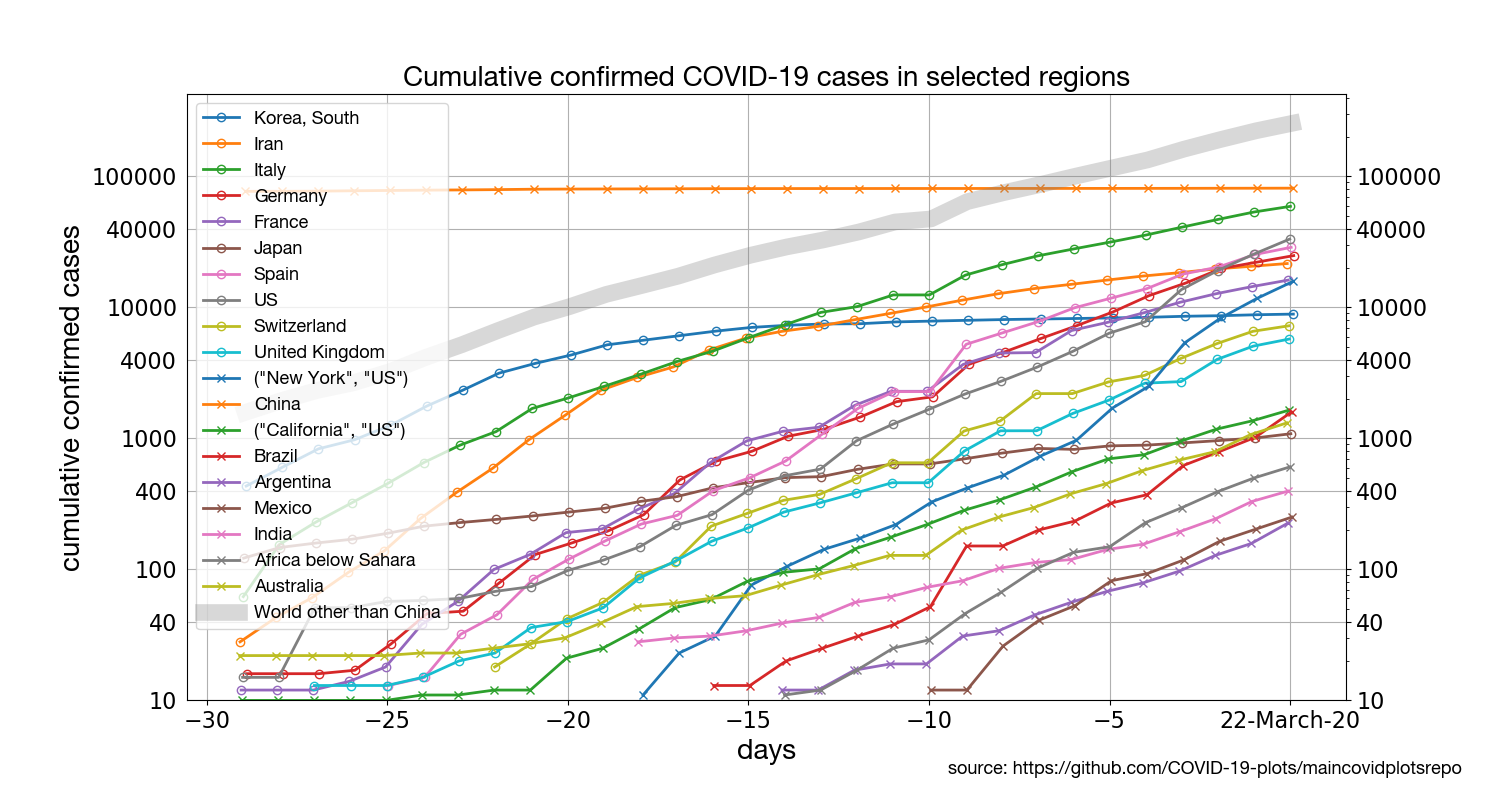 Cumulative confirmed COVID-19 cases in selected regions
Korea, South
Iran
Italy
Germany
France
Japan
Spain
US
Switzerland
United Kingdom
("New York", "US")
China
("California", "US")
Brazil
Argentina
Mexico
India
Africa below Sahara
Australia
World other than China
cumulative confirmed cases
100000
40000
10000
4000
1000
400
100
40
10
100000
40000
10000
4000
1000
400
100
40
10
−30 −25 −20 −15 −10 −5 22-March-20
days
source: https://github.com/COVID-19-plots/maincovidplotsrepo